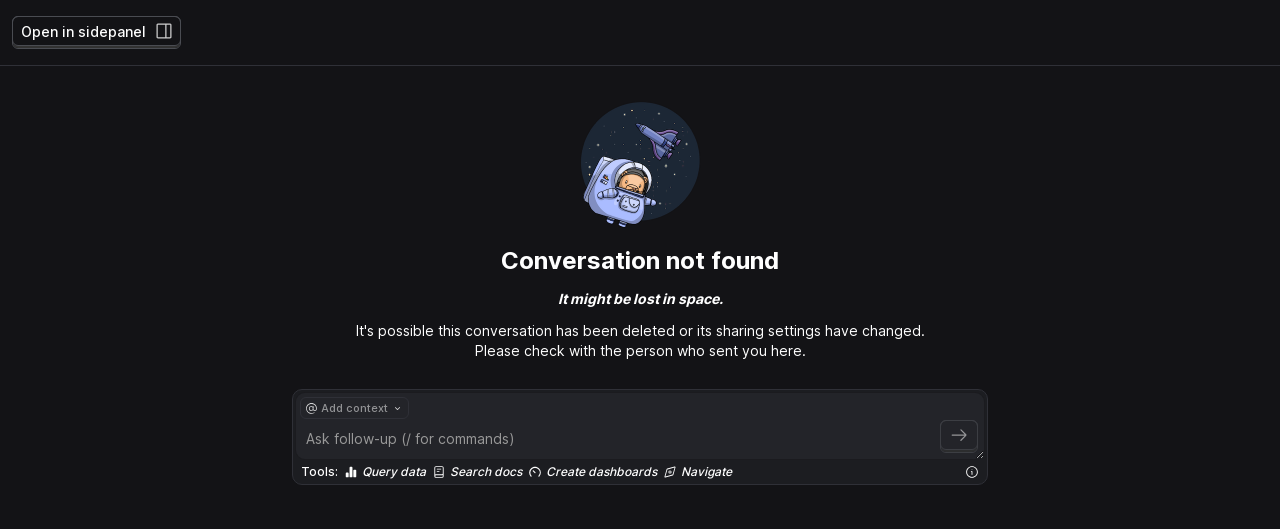 Open in sidepanel
Conversation not found
It might be lost in space.
It's possible this conversation has been deleted or its sharing settings have changed.
Please check with the person who sent you here.
@ Add context
Ask follow-up (/ for commands)
Tools: Query data Search docs Create dashboards Navigate